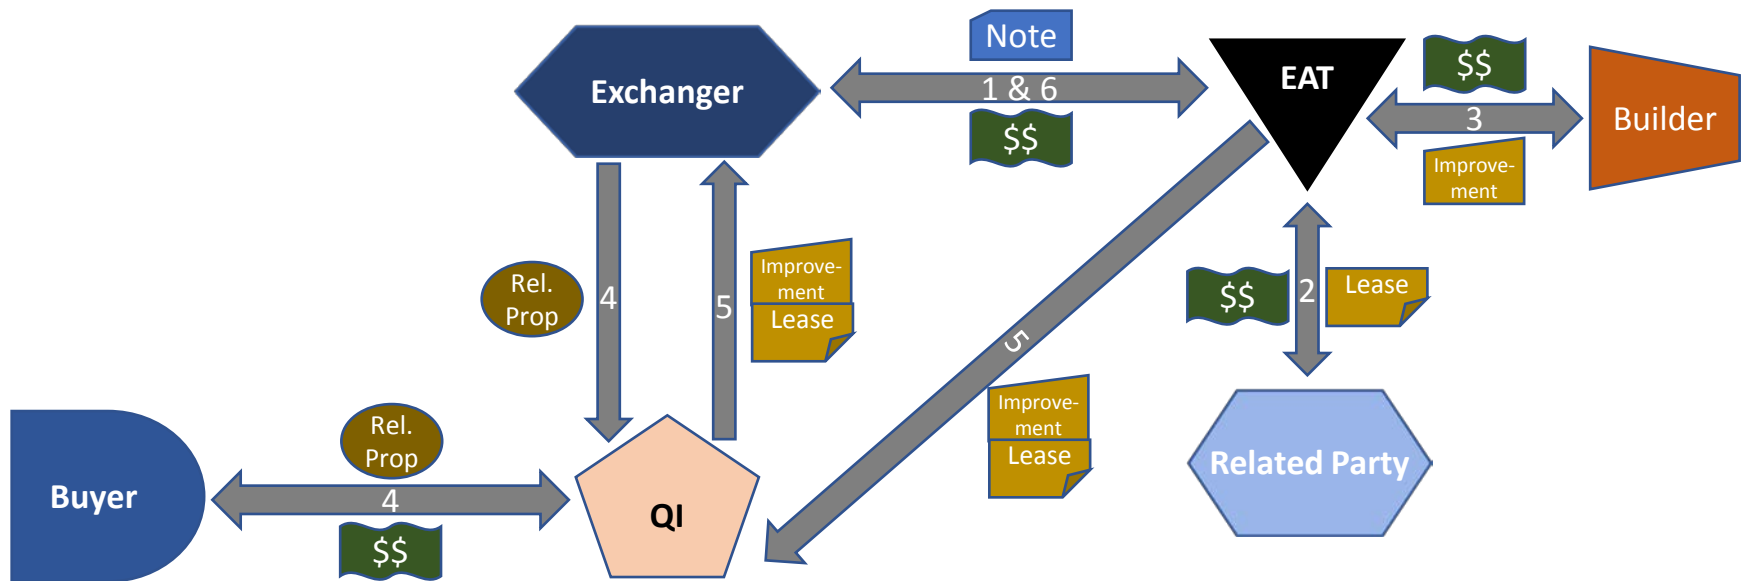 Note
Exchanger
1 & 6
$$
EAT
$$
3
Improve-
ment
Builder
Rel.
Prop
4
5
Improve-
ment
Lease
$$
2
Lease
5
Improve-
ment
Lease
Related Party
Buyer
Rel.
Prop
4
$$
QI